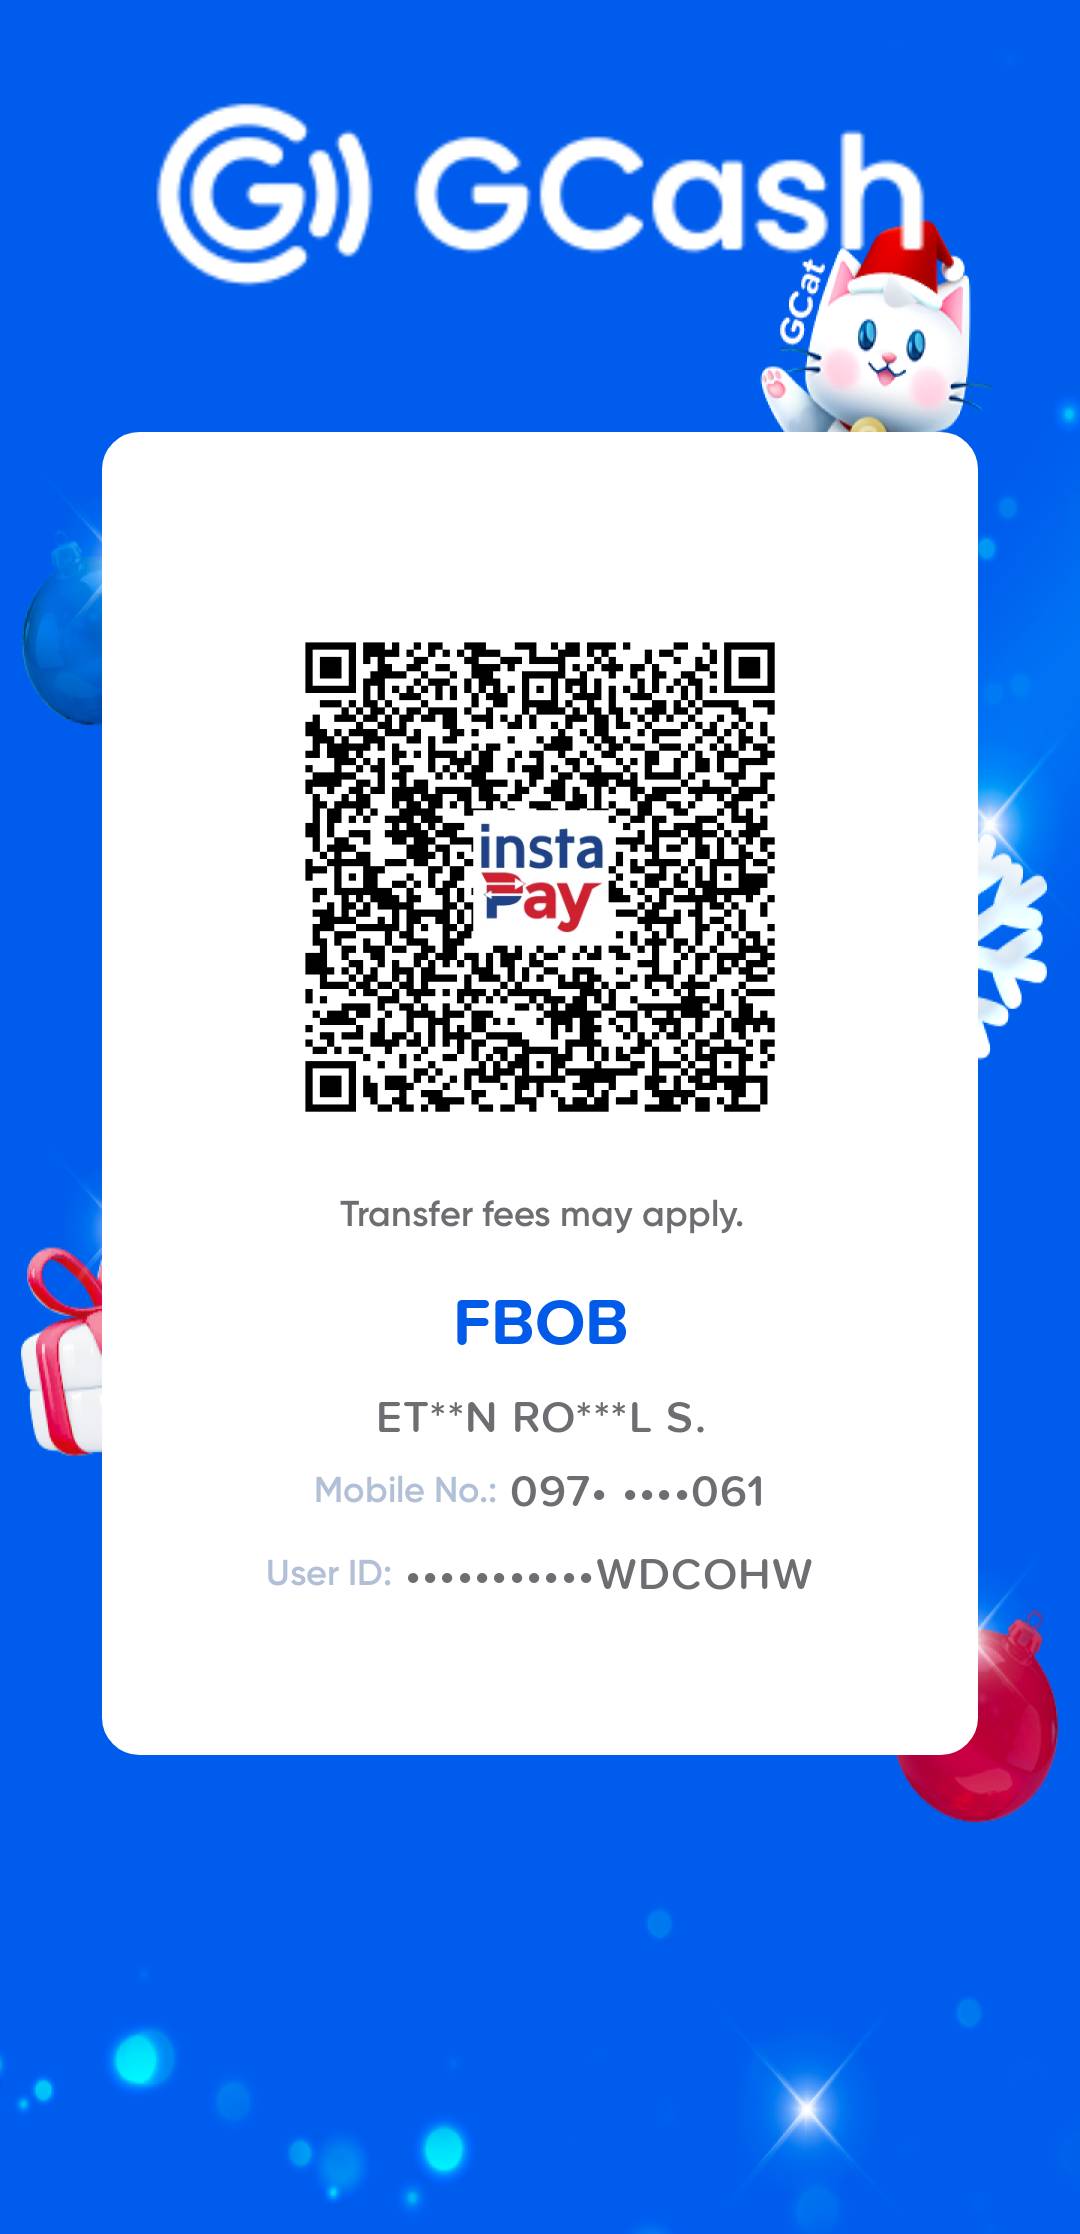 GCash
GCat
insta
Pay
Transfer fees may apply.
FBOB
ET**N RO***L S.
Mobile No.: 097• ••••061
User ID: •••••••••••WDCOHW